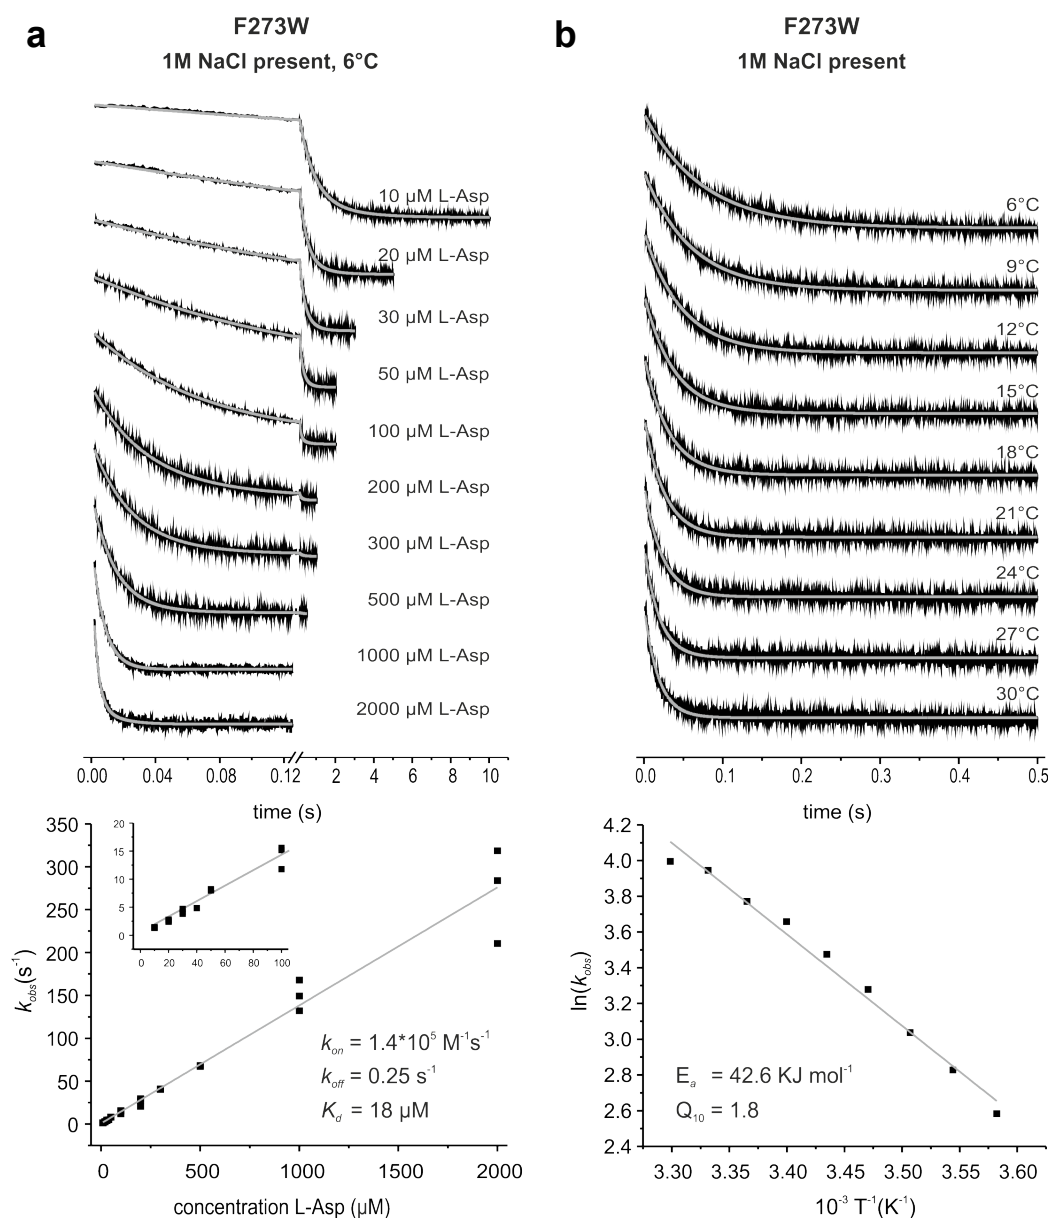 a
F273W
1M NaCl present, 6°C
10 µM L-Asp
20 µM L-Asp
30 µM L-Asp
50 µM L-Asp
100 µM L-Asp
200 µM L-Asp
300 µM L-Asp
500 µM L-Asp
1000 µM L-Asp
2000 µM L-Asp
0.00 0.04 0.08 0.12 2 4 6 8 10
time (s)
350
300
250
200
150
100
50
0
k_obs(s⁻¹)
20
15
10
5
0
0 20 40 60 80 100
k_on = 1.4*10⁵ M⁻¹s⁻¹
k_off = 0.25 s⁻¹
K_d = 18 µM
0 500 1000 1500 2000
concentration L-Asp (µM)
b
F273W
1M NaCl present
6°C
9°C
12°C
15°C
18°C
21°C
24°C
27°C
30°C
0.0 0.1 0.2 0.3 0.4 0.5
time (s)
4.2
4.0
3.8
3.6
3.4
3.2
3.0
2.8
2.6
2.4
ln(k_obs)
E_a = 42.6 KJ mol⁻¹
Q₁₀ = 1.8
3.30 3.35 3.40 3.45 3.50 3.55 3.60
10⁻³ T⁻¹(K⁻¹)